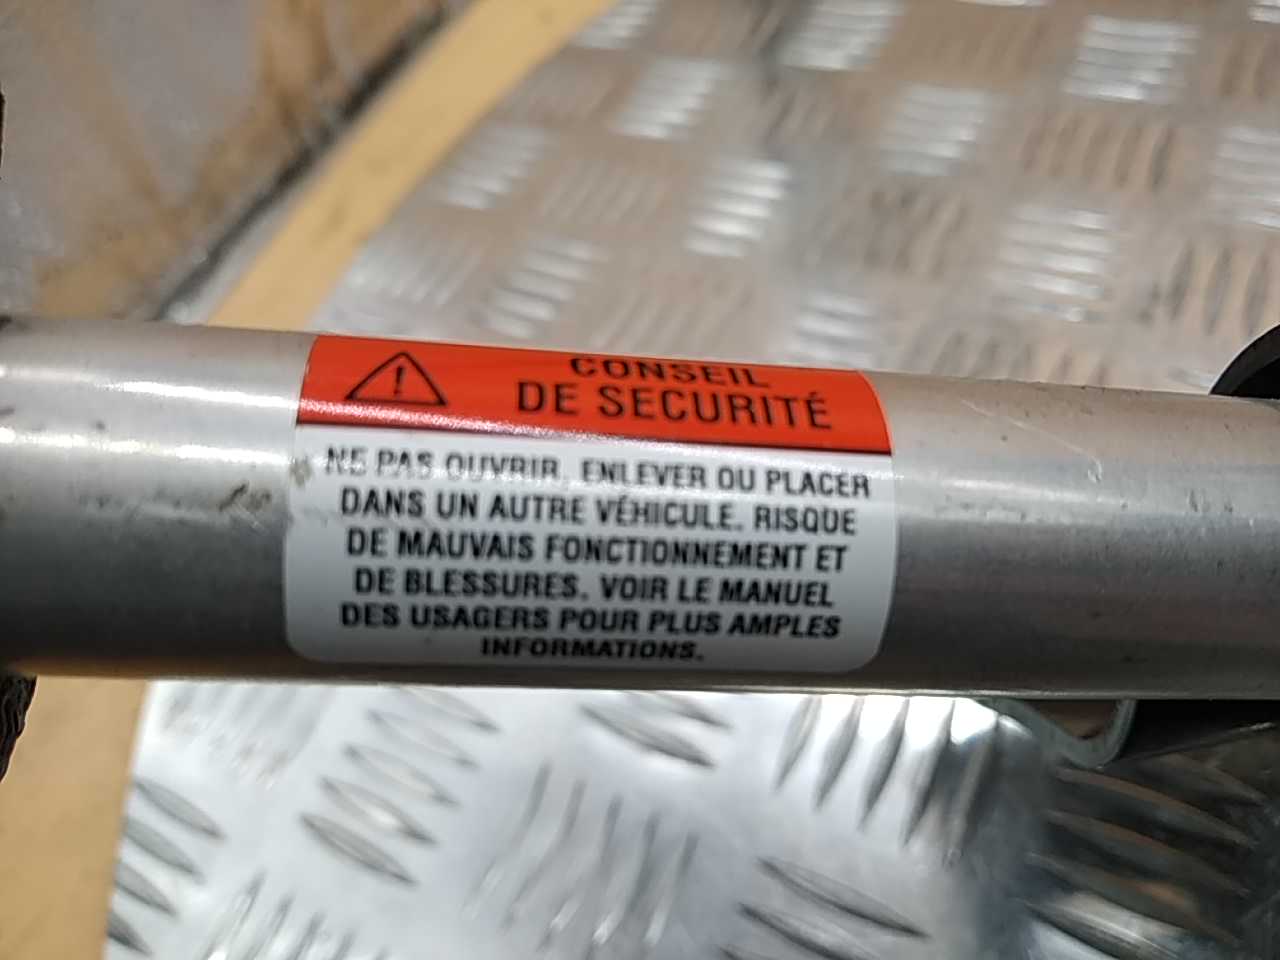 CONSEIL
DE SECURITÉ
NE PAS OUVRIR, ENLEVER OU PLACER
DANS UN AUTRE VÉHICULE. RISQUE
DE MAUVAIS FONCTIONNEMENT ET
DE BLESSURES. VOIR LE MANUEL
DES USAGERS POUR PLUS AMPLES
INFORMATIONS.